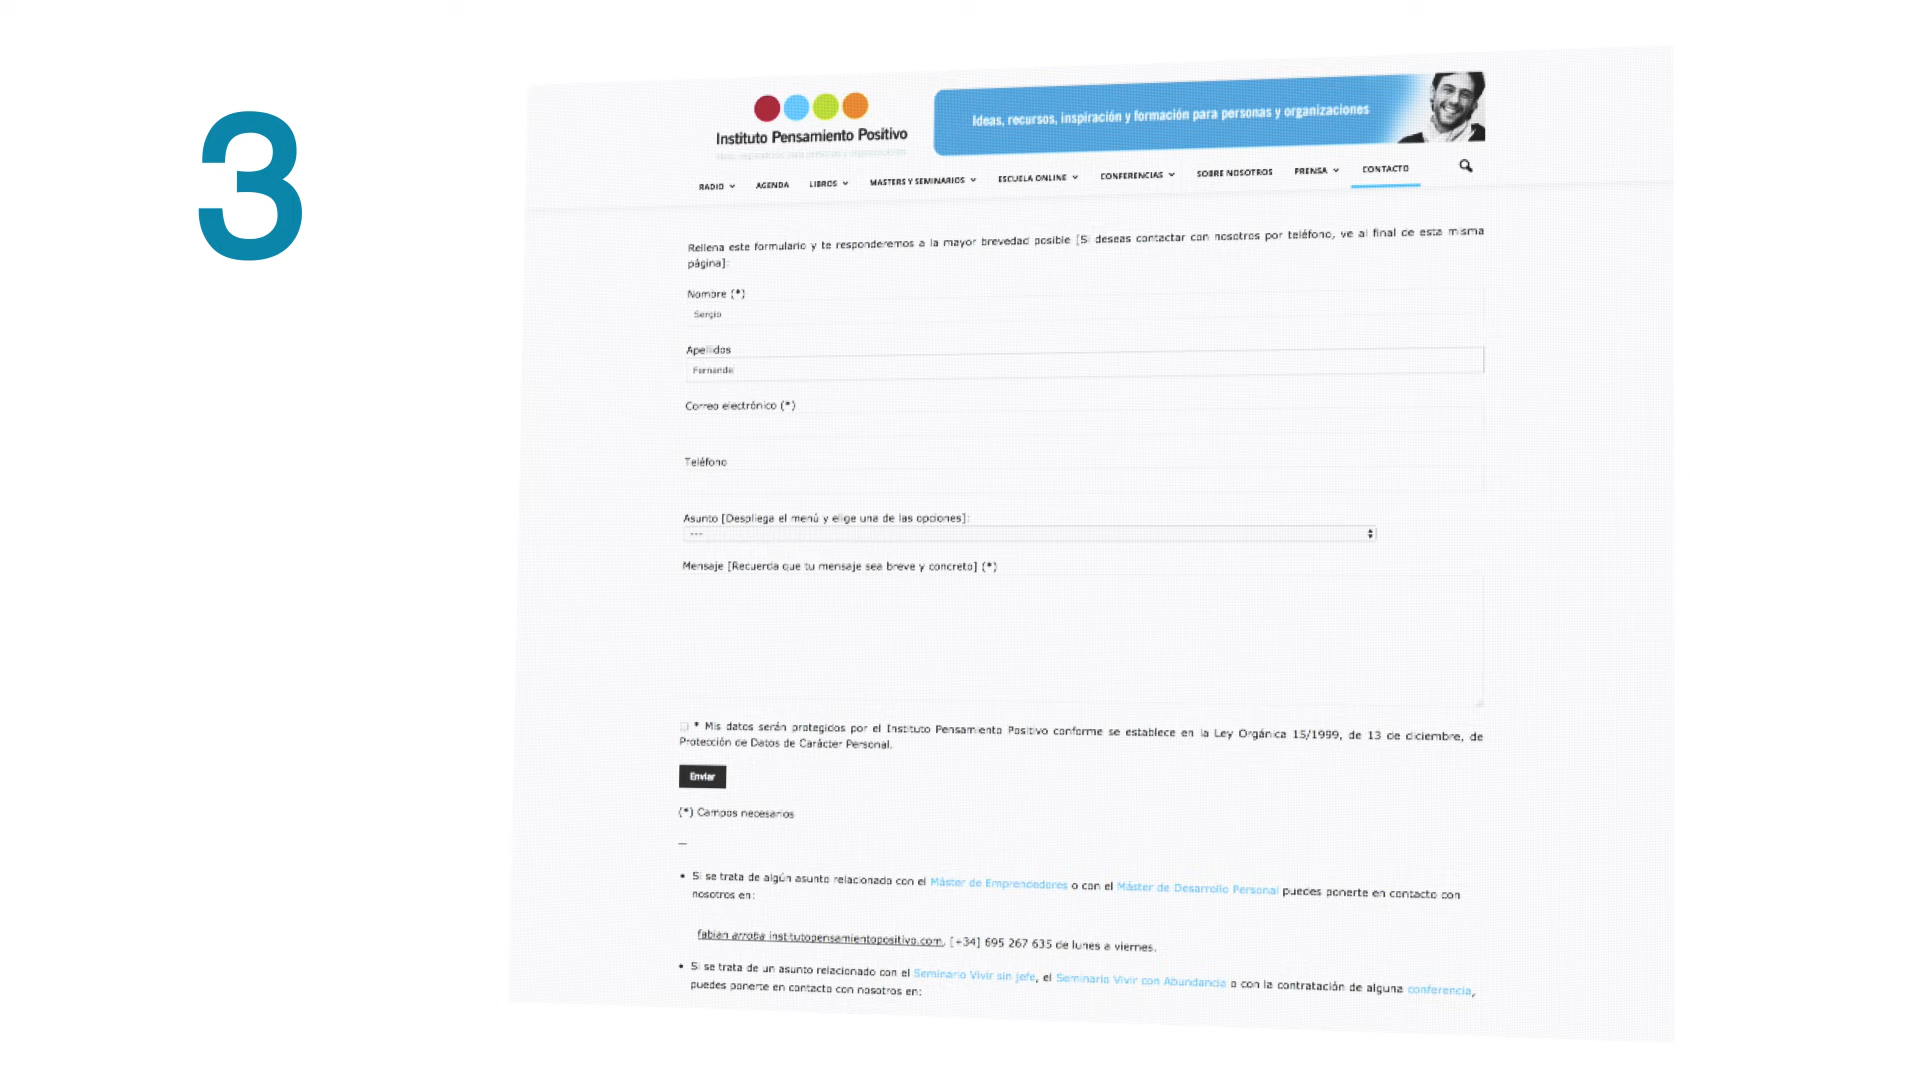 3
Instituto Pensamiento Positivo
Ideas, recursos, inspiración y formación para personas y organizaciones
RADIO AGENDA LIBROS MASTERS Y SEMINARIOS ESCUELA ONLINE CONFERENCIAS SOBRE NOSOTROS PRENSA CONTACTO
Rellena este formulario y te responderemos a la mayor brevedad posible [Si deseas contactar con nosotros por teléfono, ve al final de esta misma
página]:
Nombre (*)
Sergio
Apellidos
Fernande
Correo electrónico (*)
Teléfono
Asunto [Despliega el menú y elige una de las opciones]:
---
Mensaje [Recuerda que tu mensaje sea breve y concreto] (*)
* Mis datos serán protegidos por el Instituto Pensamiento Positivo conforme se establece en la Ley Orgánica 15/1999, de 13 de diciembre, de
Protección de Datos de Carácter Personal.
Enviar
(*) Campos necesarios
—
• Si se trata de algún asunto relacionado con el Máster de Emprendedores o con el Máster de Desarrollo Personal puedes ponerte en contacto con
nosotros en:
fabian arroba institutopensamientopositivo.com, [+34] 695 267 635 de lunes a viernes.
• Si se trata de un asunto relacionado con el Seminario Vivir sin jefe, el Seminario Vivir con Abundancia o con la contratación de alguna conferencia,
puedes ponerte en contacto con nosotros en: